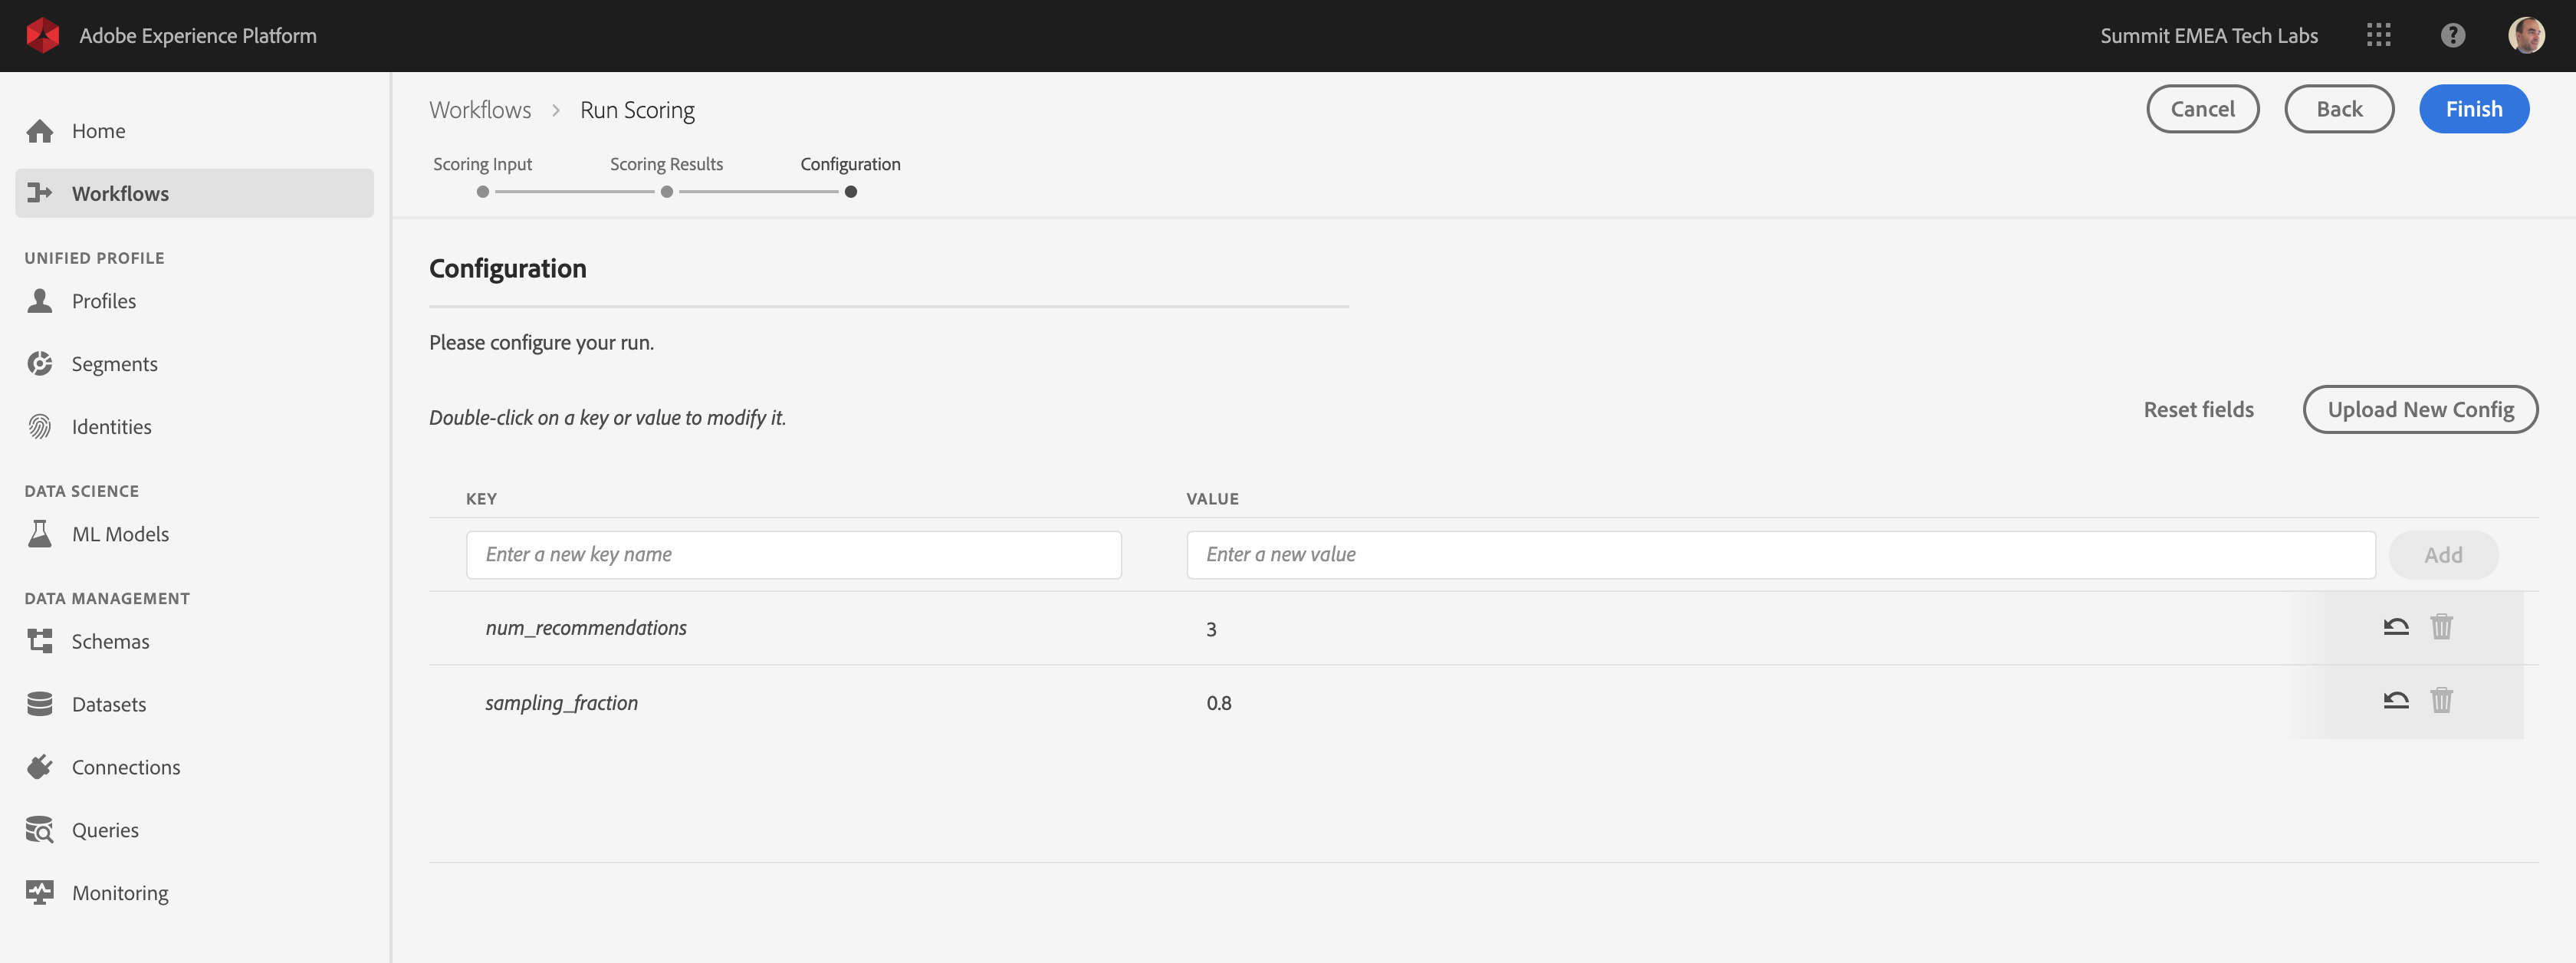 Adobe Experience Platform
Summit EMEA Tech Labs
?
Home
Workflows
UNIFIED PROFILE
Profiles
Segments
Identities
DATA SCIENCE
ML Models
DATA MANAGEMENT
Schemas
Datasets
Connections
Queries
Monitoring
Workflows > Run Scoring
Cancel
Back
Finish
Scoring Input
Scoring Results
Configuration
Configuration
Please configure your run.
Double-click on a key or value to modify it.
Reset fields
Upload New Config
KEY VALUE
Enter a new key name Enter a new value Add
num_recommendations 3
sampling_fraction 0.8